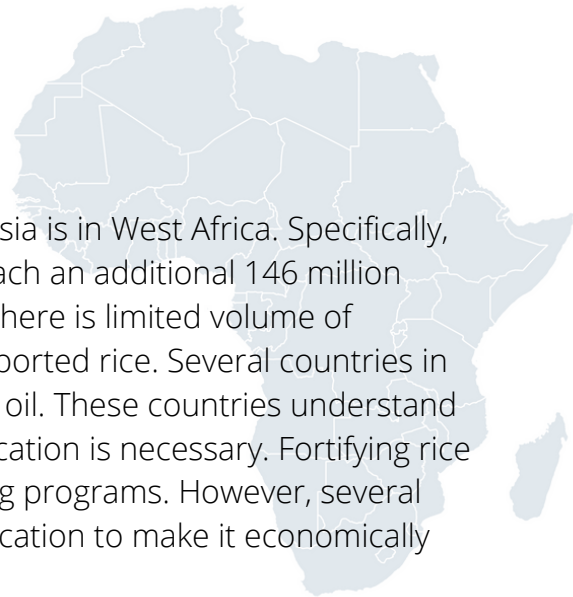 sia is in West Africa. Specifically,
ach an additional 146 million
here is limited volume of
ported rice. Several countries in
oil. These countries understand
cation is necessary. Fortifying rice
g programs. However, several
cation to make it economically